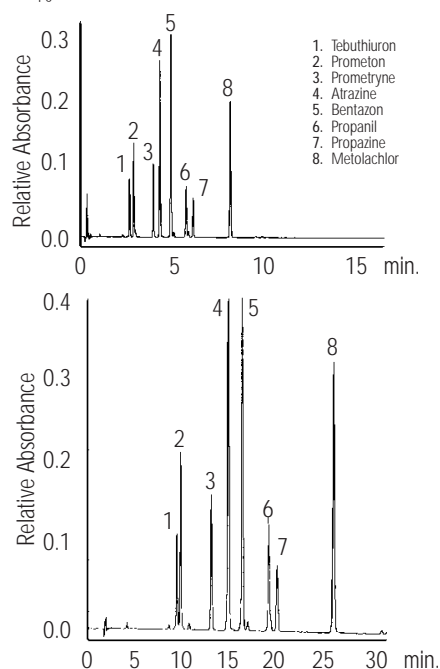 0.3
0.2
0.1
0.0
Relative Absorbance
1
2
3
4
5
6
7
8
1. Tebuthiuron
2. Prometon
3. Prometryne
4. Atrazine
5. Bentazon
6. Propanil
7. Propazine
8. Metolachlor
0 5 10 15 min.
0.4
0.3
0.2
0.1
0.0
Relative Absorbance
1
2
3
4
5
6
7
8
0 5 10 15 20 25 30 min.